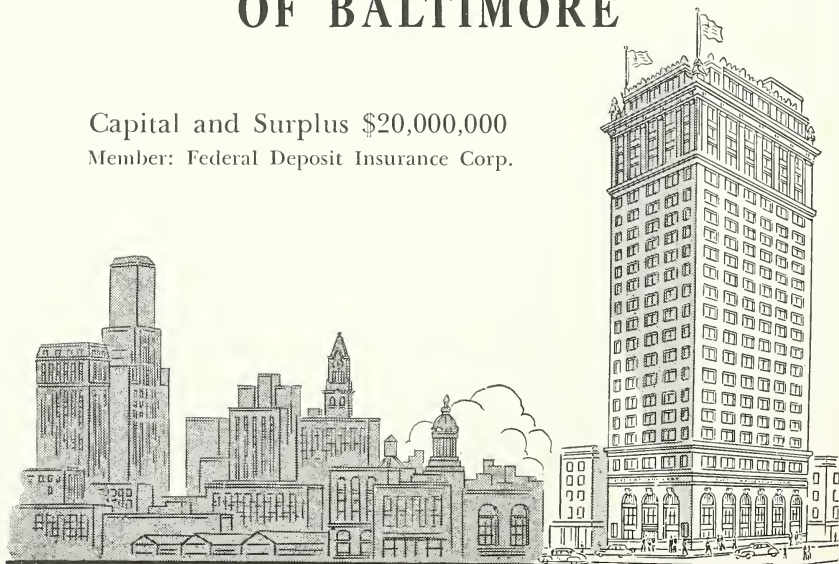 OF BALTIMORE
Capital and Surplus $20,000,000
Member: Federal Deposit Insurance Corp.